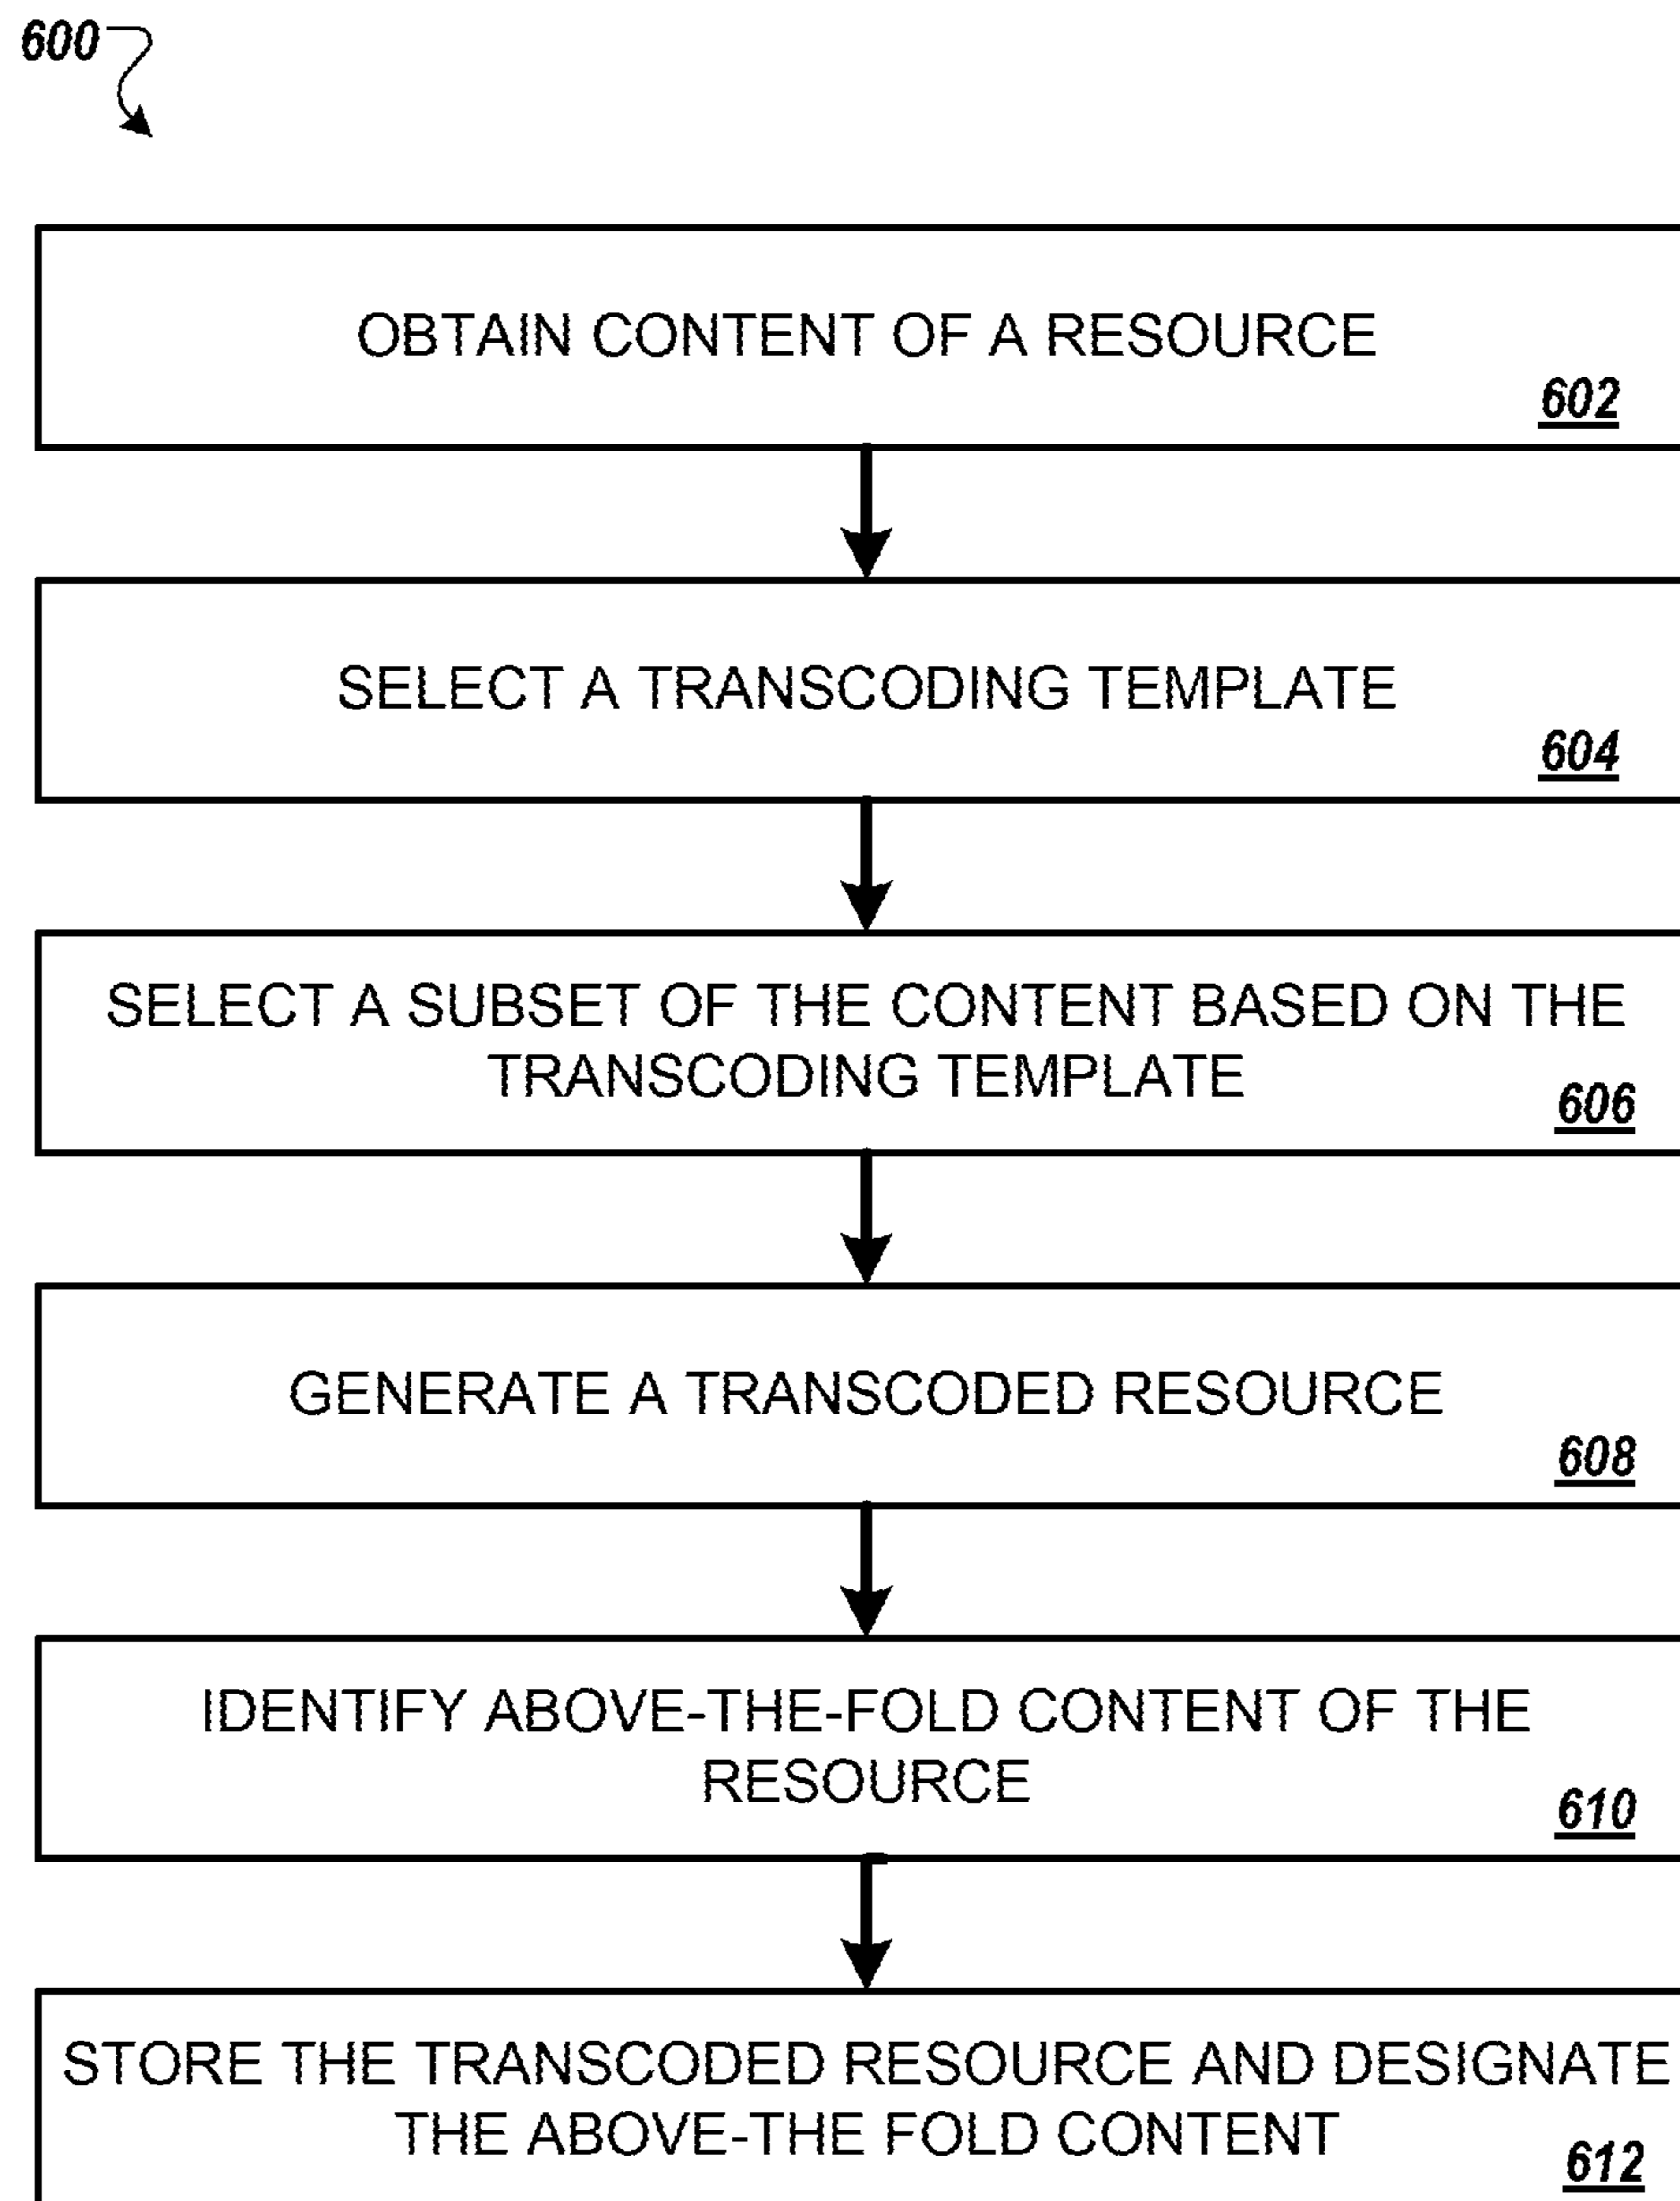 600
OBTAIN CONTENT OF A RESOURCE
602
SELECT A TRANSCODING TEMPLATE
604
SELECT A SUBSET OF THE CONTENT BASED ON THE
TRANSCODING TEMPLATE
606
GENERATE A TRANSCODED RESOURCE
608
IDENTIFY ABOVE-THE-FOLD CONTENT OF THE
RESOURCE
610
STORE THE TRANSCODED RESOURCE AND DESIGNATE
THE ABOVE-THE FOLD CONTENT
612